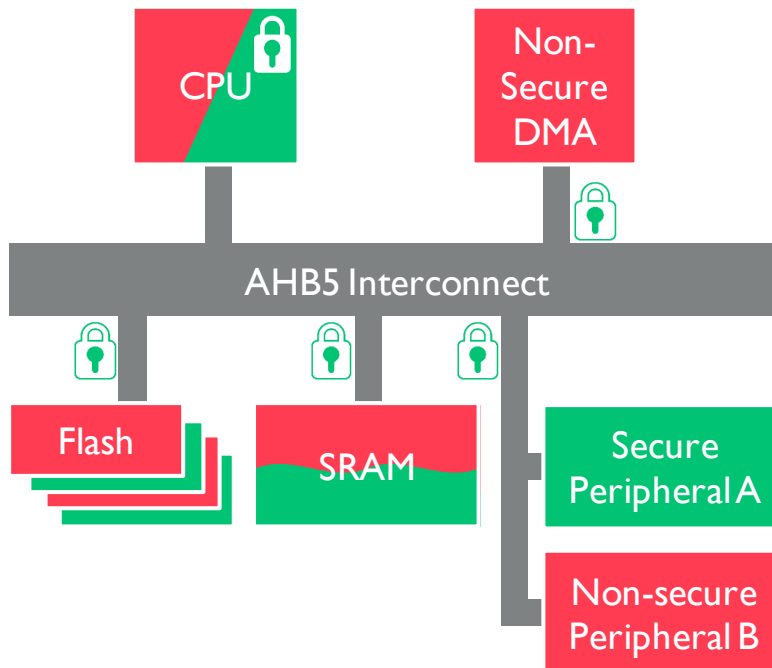 CPU
Non-
Secure
DMA
AHB5 Interconnect
Flash
SRAM
Secure
Peripheral A
Non-secure
Peripheral B